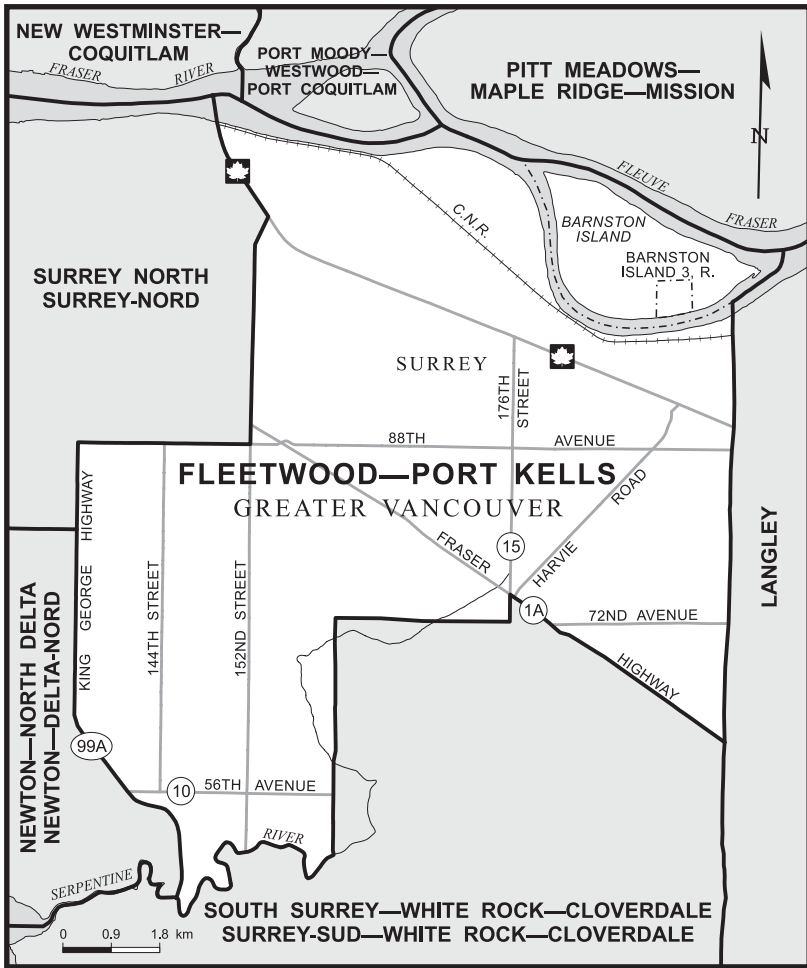 NEW WESTMINSTER—
COQUITLAM
FRASER RIVER
PORT MOODY—
WESTWOOD—
PORT COQUITLAM
PITT MEADOWS—
MAPLE RIDGE—MISSION
N
FLEUVE
FRASER
C.N.R.
BARNSTON
ISLAND
BARNSTON
ISLAND 3, R.
SURREY NORTH
SURREY-NORD
SURREY
176TH
STREET
88TH AVENUE
FLEETWOOD—PORT KELLS
GREATER VANCOUVER
KING GEORGE HIGHWAY
144TH STREET
152ND STREET
FRASER
15
HARVIE ROAD
1A
72ND AVENUE
HIGHWAY
LANGLEY
NEWTON—NORTH DELTA
NEWTON—DELTA-NORD
99A
10
56TH AVENUE
RIVER
SERPENTINE
SOUTH SURREY—WHITE ROCK—CLOVERDALE
SURREY-SUD—WHITE ROCK—CLOVERDALE
0 0.9 1.8 km